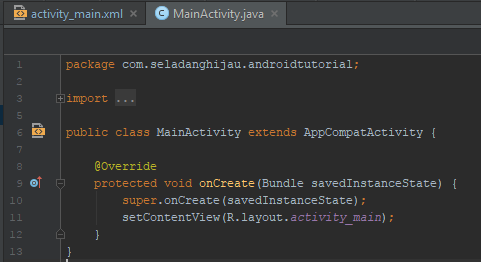 activity_main.xml × MainActivity.java ×
1 package com.seladanghijau.androidtutorial;
2
3 import ...
5
6 public class MainActivity extends AppCompatActivity {
7
8 @Override
9 protected void onCreate(Bundle savedInstanceState) {
10 super.onCreate(savedInstanceState);
11 setContentView(R.layout.activity_main);
12 }
13 }